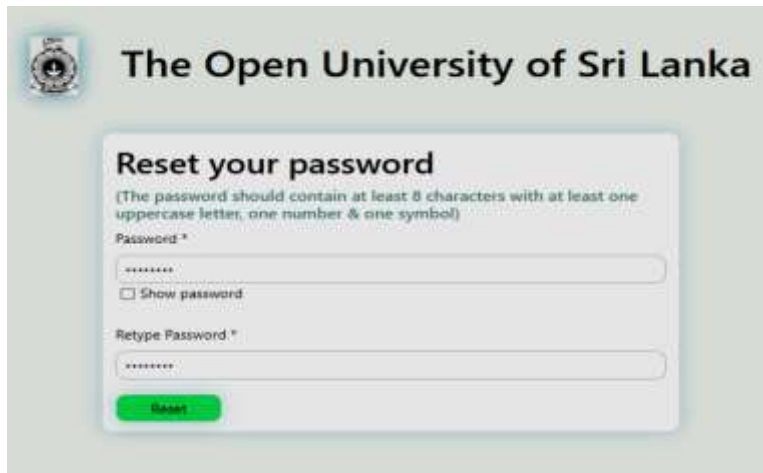 The Open University of Sri Lanka
Reset your password
(The password should contain at least 8 characters with at least one
uppercase letter, one number & one symbol)
Password *
••••••••
Show password
Retype Password *
••••••••
Reset